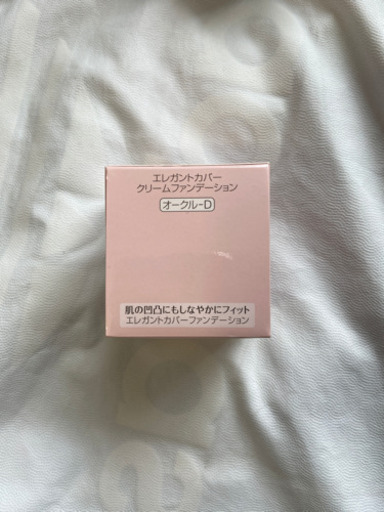 エレガントカバー
クリームファンデーション
オークル-D
肌の凹凸にもしなやかにフィット
エレガントカバーファンデーション